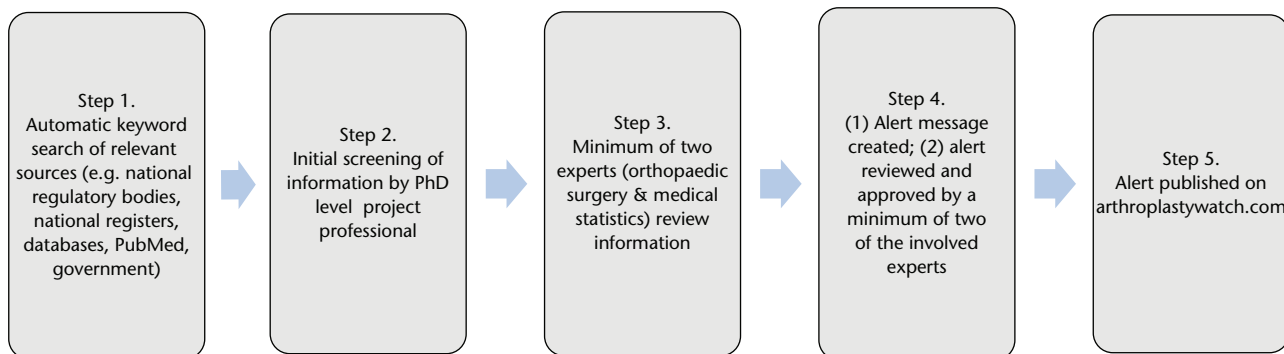 Step 1.
Automatic keyword
search of relevant
sources (e.g. national
regulatory bodies,
national registers,
databases, PubMed,
government)
Step 2.
Initial screening of
information by PhD
level project
professional
Step 3.
Minimum of two
experts (orthopaedic
surgery & medical
statistics) review
information
Step 4.
(1) Alert message
created; (2) alert
reviewed and
approved by a
minimum of two
of the involved
experts
Step 5.
Alert published on
arthroplastywatch.com